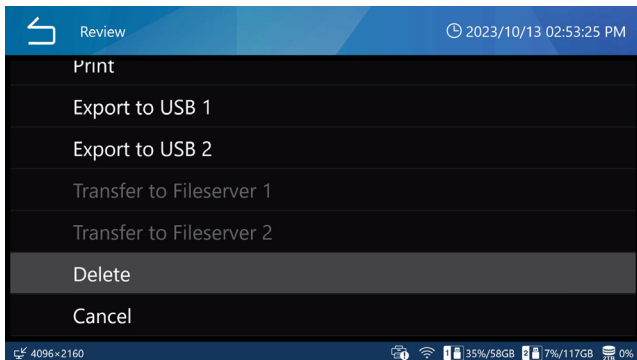 Review
2023/10/13 02:53:25 PM
Print
Export to USB 1
Export to USB 2
Transfer to Fileserver 1
Transfer to Fileserver 2
Delete
Cancel
4096×2160
1 35%/58GB 2 7%/117GB 2TB 0%